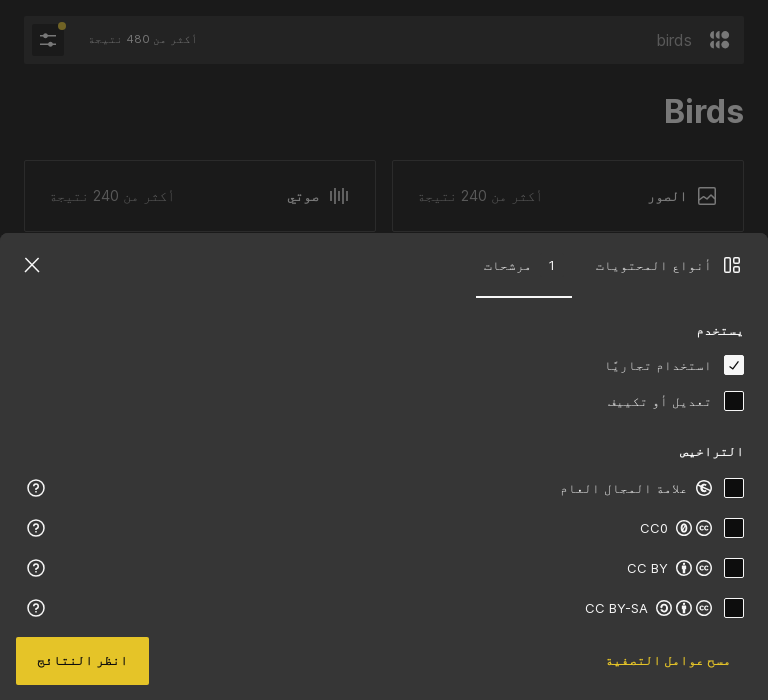 birds
أكثر من 480 نتيجة
Birds
الصور
أكثر من 240 نتيجة
صوتي
أكثر من 240 نتيجة
أنواع المحتويات
مرشحات 1
يستخدم
استخدام تجاريًا
تعديل أو تكييف
التراخيص
علامة المجال العام
CC0
CC BY
CC BY-SA
مسح عوامل التصفية
انظر النتائج